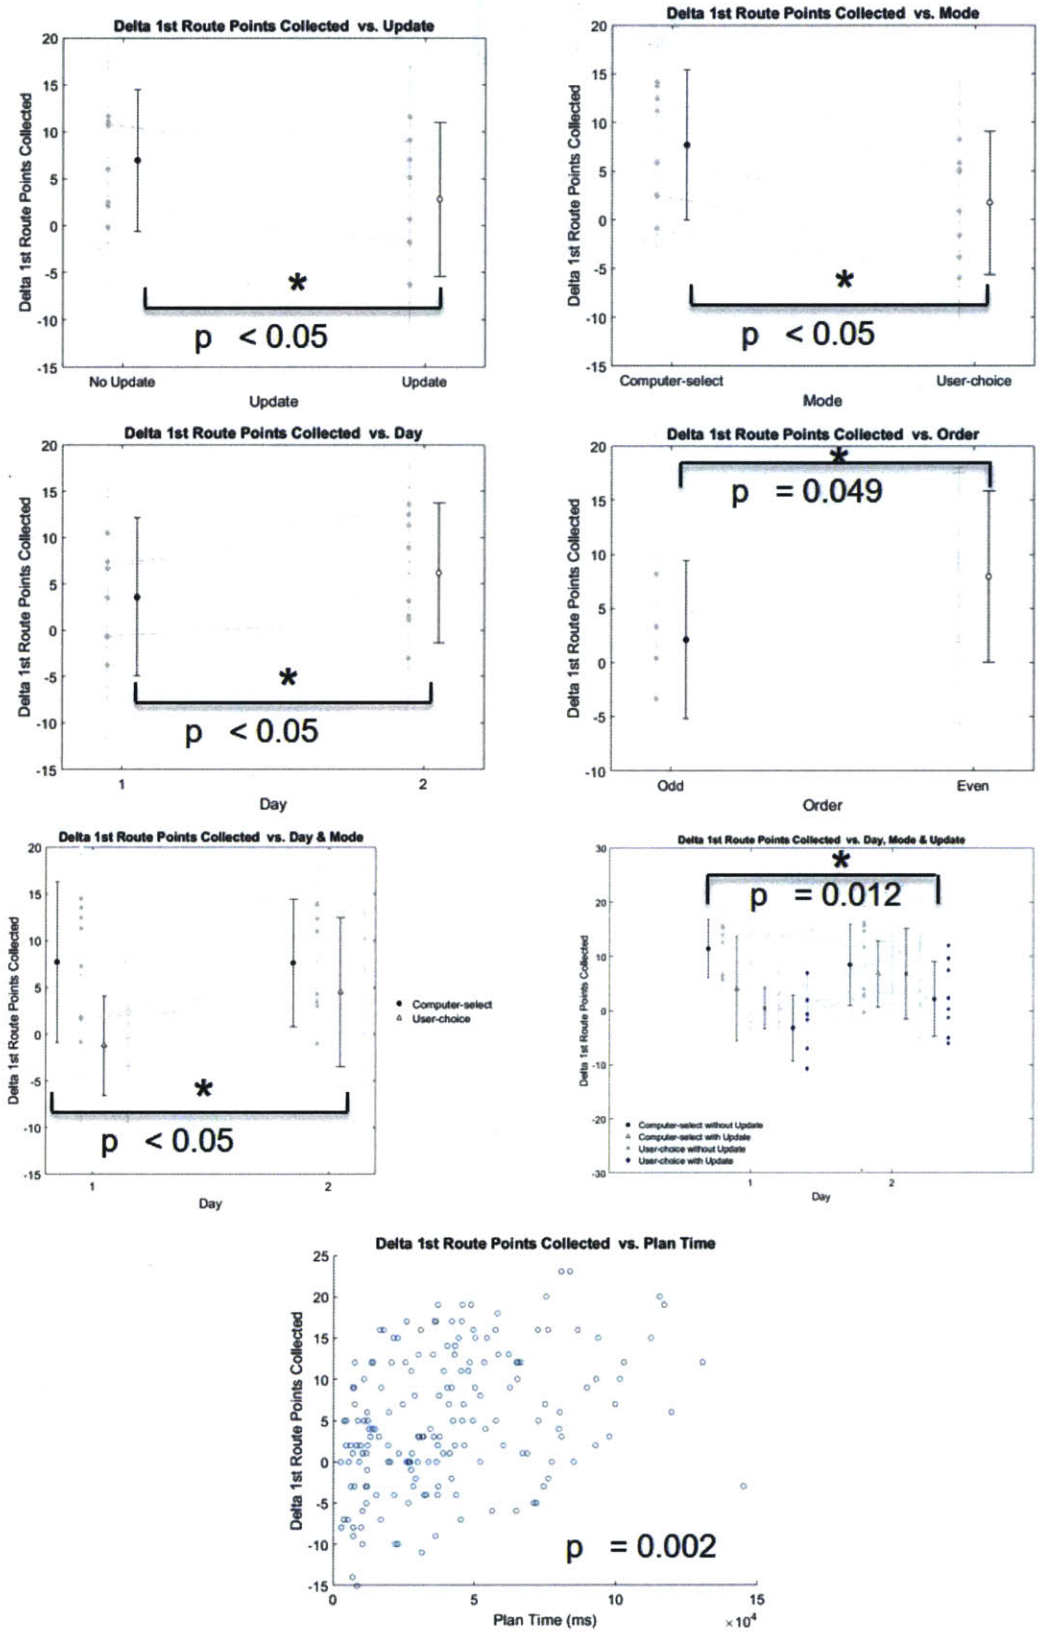 Delta 1st Route Points Collected vs. Update
Delta 1st Route Points Collected
20
15
10
5
0
-5
-10
-15
*
p < 0.05
No Update
Update
Update
Delta 1st Route Points Collected vs. Mode
Delta 1st Route Points Collected
20
15
10
5
0
-5
-10
-15
*
p < 0.05
Computer-select
User-choice
Mode
Delta 1st Route Points Collected vs. Day
Delta 1st Route Points Collected
20
15
10
5
0
-5
-10
-15
*
p < 0.05
1
2
Day
Delta 1st Route Points Collected vs. Order
Delta 1st Route Points Collected
20
15
10
5
0
-5
-10
*
p = 0.049
Odd
Even
Order
Delta 1st Route Points Collected vs. Day & Mode
Delta 1st Route Points Collected
20
15
10
5
0
-5
-10
-15
Computer-select
User-choice
*
p < 0.05
1
2
Day
Delta 1st Route Points Collected vs. Day, Mode & Update
Delta 1st Route Points Collected
30
20
10
0
-10
-20
-30
*
p = 0.012
Computer-select without Update
Computer-select with Update
User-choice without Update
User-choice with Update
1
2
Day
Delta 1st Route Points Collected vs. Plan Time
Delta 1st Route Points Collected
25
20
15
10
5
0
-5
-10
-15
p = 0.002
0
5
10
15
Plan Time (ms)
×10⁴